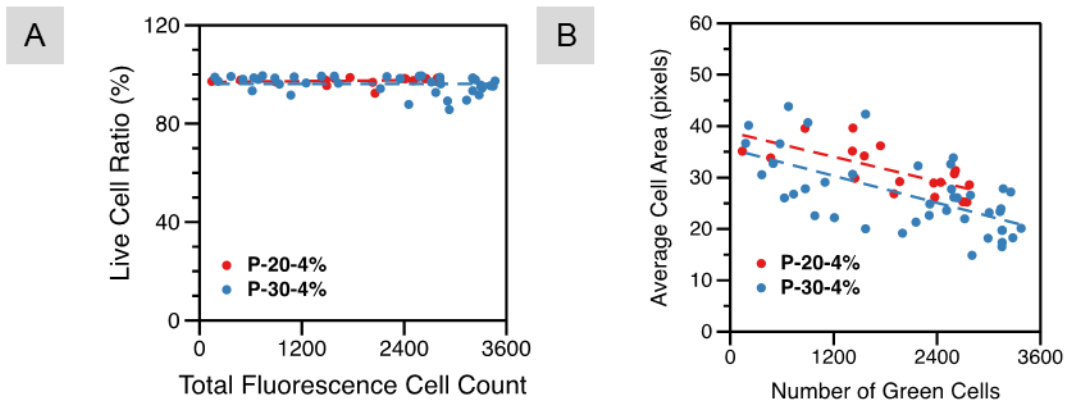 A
Live Cell Ratio (%)
120
80
40
0
P-20-4%
P-30-4%
0 1200 2400 3600
Total Fluorescence Cell Count
B
Average Cell Area (pixels)
60
50
40
30
20
10
0
P-20-4%
P-30-4%
0 1200 2400 3600
Number of Green Cells